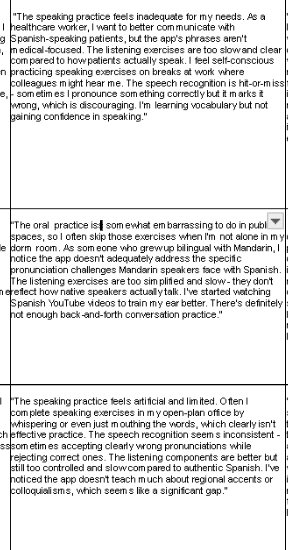 "The speaking practice feels inadequate for my needs. As a
healthcare worker, I want to better communicate with
Spanish-speaking patients, but the app's phrases aren't
medical-focused. The listening exercises are too slow and clear
compared to how patients actually speak. I feel self-conscious
practicing speaking exercises on breaks at work where
colleagues might hear me. The speech recognition is hit-or-miss
- sometimes I pronounce something correctly but it marks it
wrong, which is discouraging. I'm learning vocabulary but not
gaining confidence in speaking."
"The oral practice is somewhat embarrassing to do in publ
spaces, so I often skip those exercises when I'm not alone in my
dorm room. As someone who grew up bilingual with Mandarin, I
notice the app doesn't adequately address the specific
pronunciation challenges Mandarin speakers face with Spanish.
The listening exercises are too simplified and slow - they don't
reflect how native speakers actually talk. I've started watching
Spanish YouTube videos to train my ear better. There's definitely
not enough back-and-forth conversation practice."
"The speaking practice feels artificial and limited. Often I
complete speaking exercises in my open-plan office by
whispering or even just mouthing the words, which clearly isn't
effective practice. The speech recognition seems inconsistent -
sometimes accepting clearly wrong pronunciations while
rejecting correct ones. The listening components are better but
still too controlled and slow compared to authentic Spanish. I've
noticed the app doesn't teach much about regional accents or
colloquialisms, which seems like a significant gap."